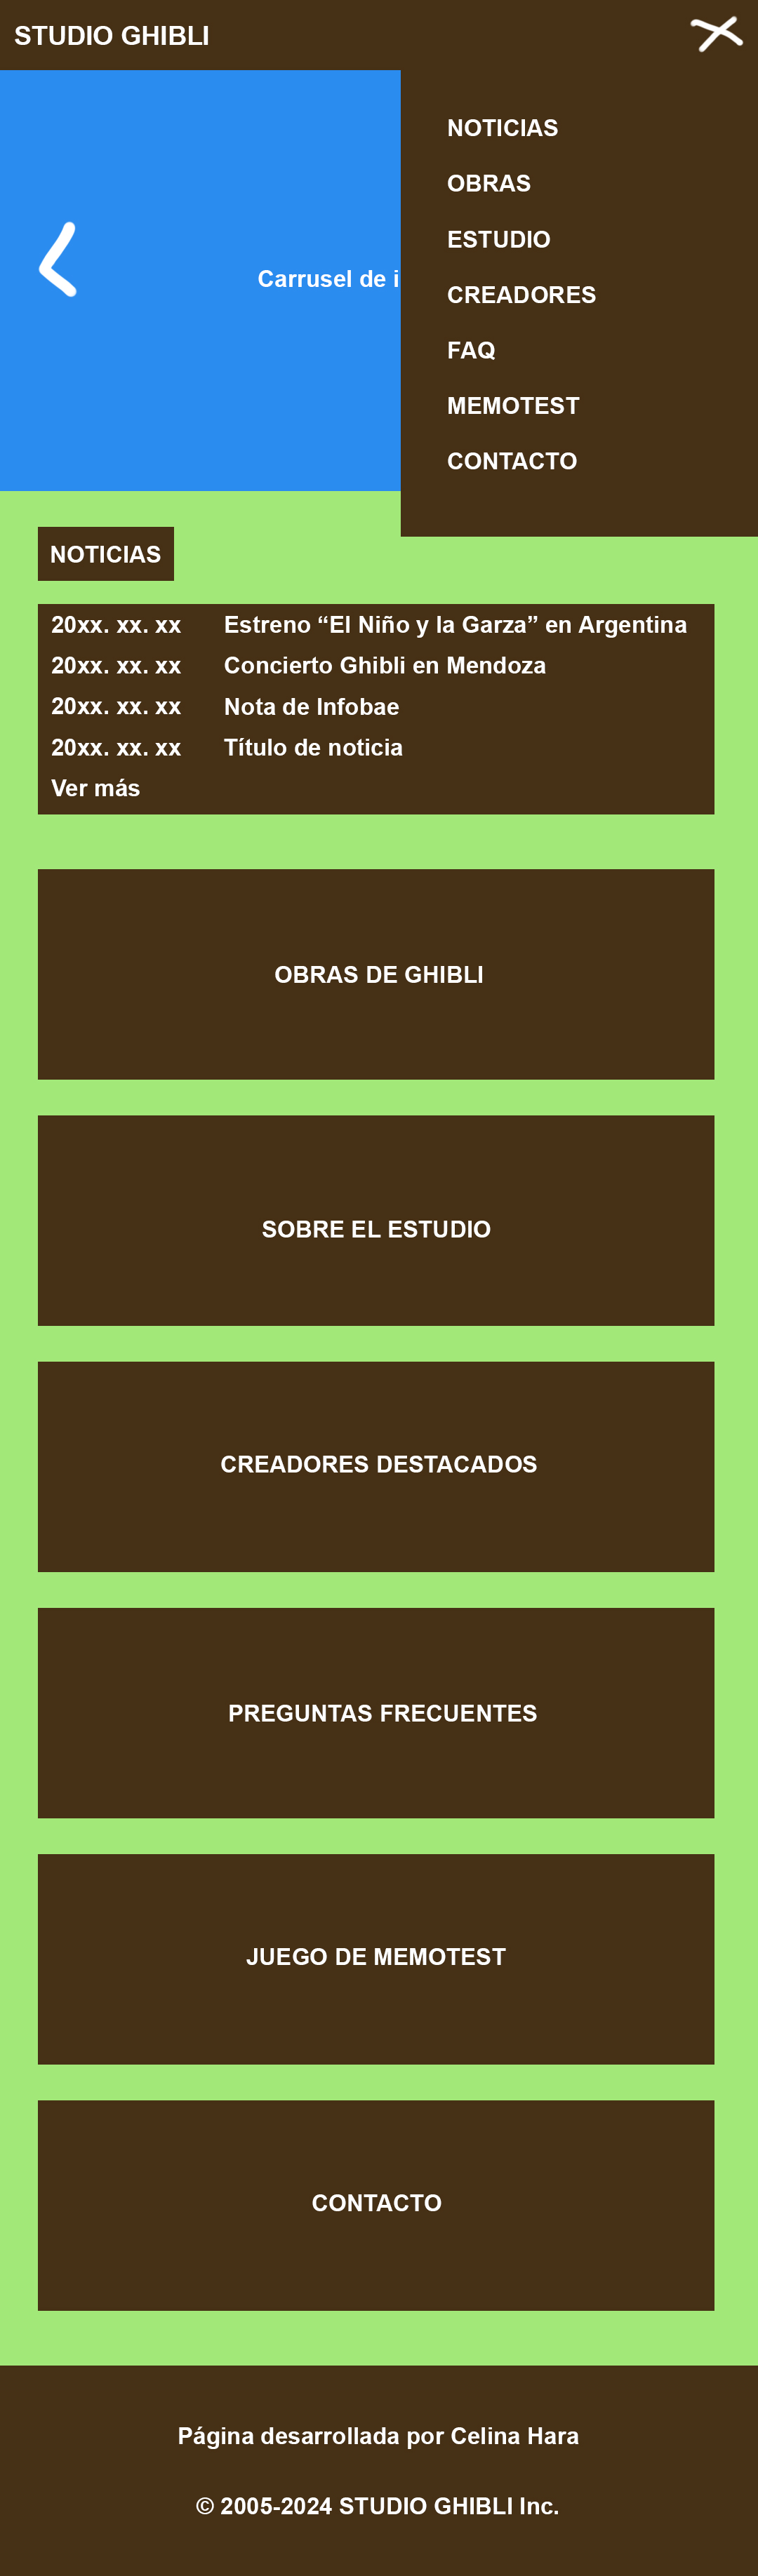 STUDIO GHIBLI
NOTICIAS
OBRAS
ESTUDIO
CREADORES
FAQ
MEMOTEST
CONTACTO
Carrusel de i
NOTICIAS
20xx. xx. xx Estreno “El Niño y la Garza” en Argentina
20xx. xx. xx Concierto Ghibli en Mendoza
20xx. xx. xx Nota de Infobae
20xx. xx. xx Título de noticia
Ver más
OBRAS DE GHIBLI
SOBRE EL ESTUDIO
CREADORES DESTACADOS
PREGUNTAS FRECUENTES
JUEGO DE MEMOTEST
CONTACTO
Página desarrollada por Celina Hara
© 2005-2024 STUDIO GHIBLI Inc.